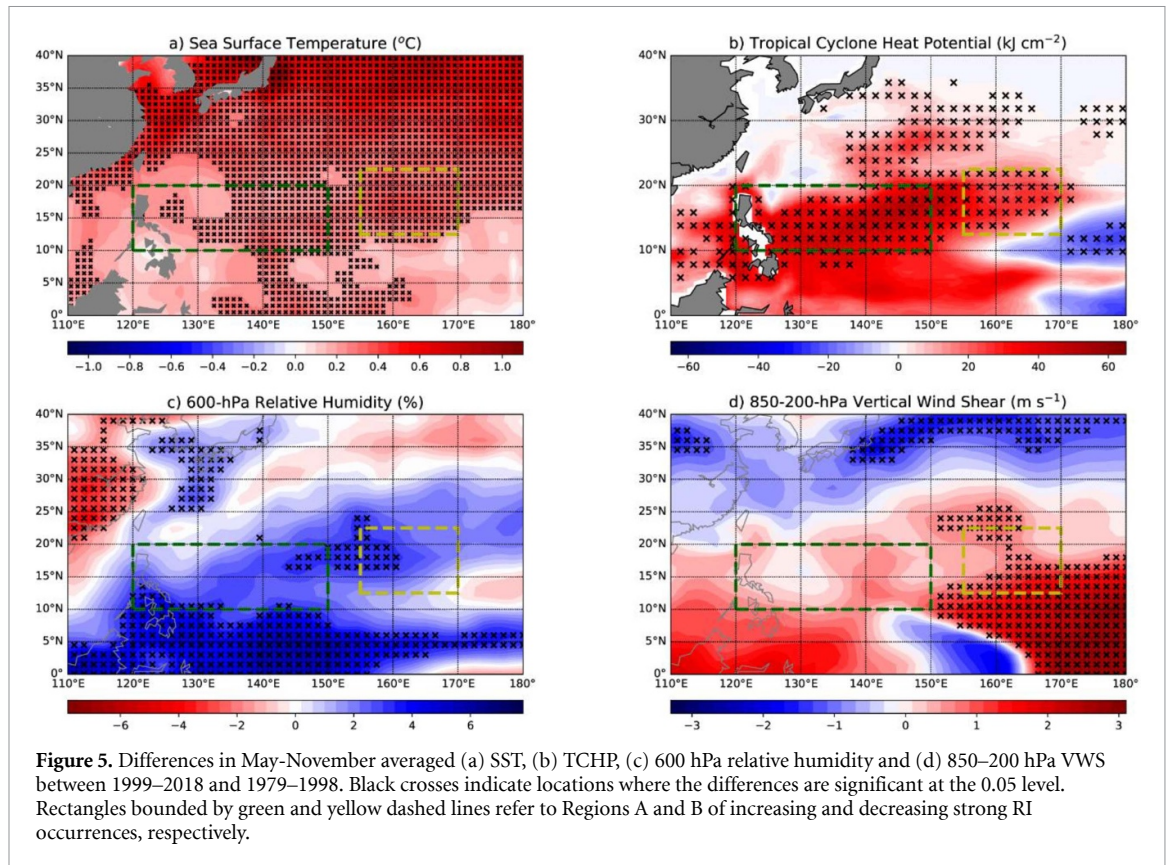 a) Sea Surface Temperature (°C)
40°N
35°N
30°N
25°N
20°N
15°N
10°N
5°N
0°
110°E 120°E 130°E 140°E 150°E 160°E 170°E 180°
−1.0 −0.8 −0.6 −0.4 −0.2 0.0 0.2 0.4 0.6 0.8 1.0
b) Tropical Cyclone Heat Potential (kJ cm⁻²)
40°N
35°N
30°N
25°N
20°N
15°N
10°N
5°N
0°
110°E 120°E 130°E 140°E 150°E 160°E 170°E 180°
−60 −40 −20 0 20 40 60
c) 600-hPa Relative Humidity (%)
40°N
35°N
30°N
25°N
20°N
15°N
10°N
5°N
0°
110°E 120°E 130°E 140°E 150°E 160°E 170°E 180°
−6 −4 −2 0 2 4 6
d) 850-200-hPa Vertical Wind Shear (m s⁻¹)
40°N
35°N
30°N
25°N
20°N
15°N
10°N
5°N
0°
110°E 120°E 130°E 140°E 150°E 160°E 170°E 180°
−3 −2 −1 0 1 2 3
Figure 5. Differences in May-November averaged (a) SST, (b) TCHP, (c) 600 hPa relative humidity and (d) 850–200 hPa VWS
between 1999–2018 and 1979–1998. Black crosses indicate locations where the differences are significant at the 0.05 level.
Rectangles bounded by green and yellow dashed lines refer to Regions A and B of increasing and decreasing strong RI
occurrences, respectively.